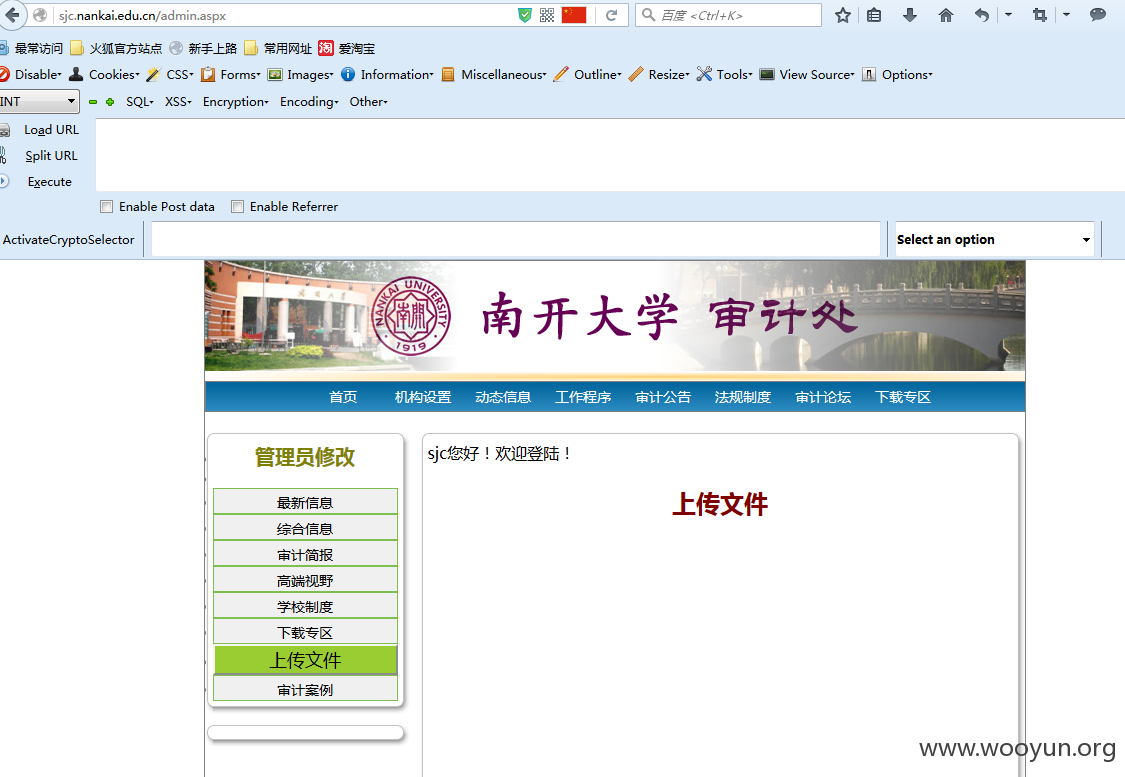 sjc.nankai.edu.cn/admin.aspx
百度 <Ctrl+K>
最常访问 火狐官方站点 新手上路 常用网址 淘 爱淘宝
Disable Cookies CSS Forms Images Information Miscellaneous Outline Resize Tools View Source Options
INT SQL XSS Encryption Encoding Other
Load URL
Split URL
Execute
Enable Post data Enable Referrer
ActivateCryptoSelector Select an option
NANKAI UNIVERSITY
南開
1919
南开大学 审计处
首页 机构设置 动态信息 工作程序 审计公告 法规制度 审计论坛 下载专区
管理员修改
最新信息
综合信息
审计简报
高端视野
学校制度
下载专区
上传文件
审计案例
sjc您好！欢迎登陆！
上传文件
www.wooyun.org